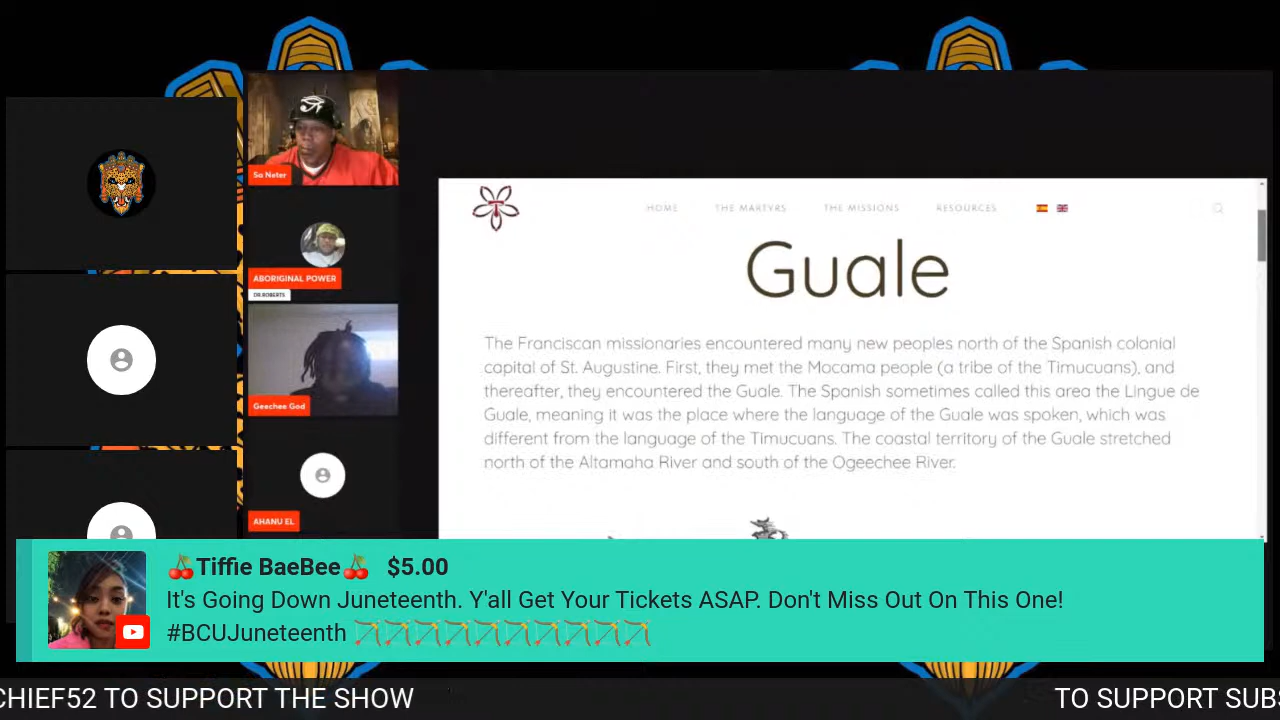 Sa Neter
ABORIGINAL POWER
DR.ROBERTS
Geechee God
AHANU EL
HOME THE MARTYRS THE MISSIONS RESOURCES
Guale
The Franciscan missionaries encountered many new peoples north of the Spanish colonial
capital of St. Augustine. First, they met the Mocama people (a tribe of the Timucuans), and
thereafter, they encountered the Guale. The Spanish sometimes called this area the Lingue de
Guale, meaning it was the place where the language of the Guale was spoken, which was
different from the language of the Timucuans. The coastal territory of the Guale stretched
north of the Altamaha River and south of the Ogeechee River.
🍒Tiffie BaeBee🍒 $5.00
It's Going Down Juneteenth. Y'all Get Your Tickets ASAP. Don't Miss Out On This One!
#BCUJuneteenth 🏹🏹🏹🏹🏹🏹🏹🏹🏹🏹
CHIEF52 TO SUPPORT THE SHOW TO SUPPORT SUBS